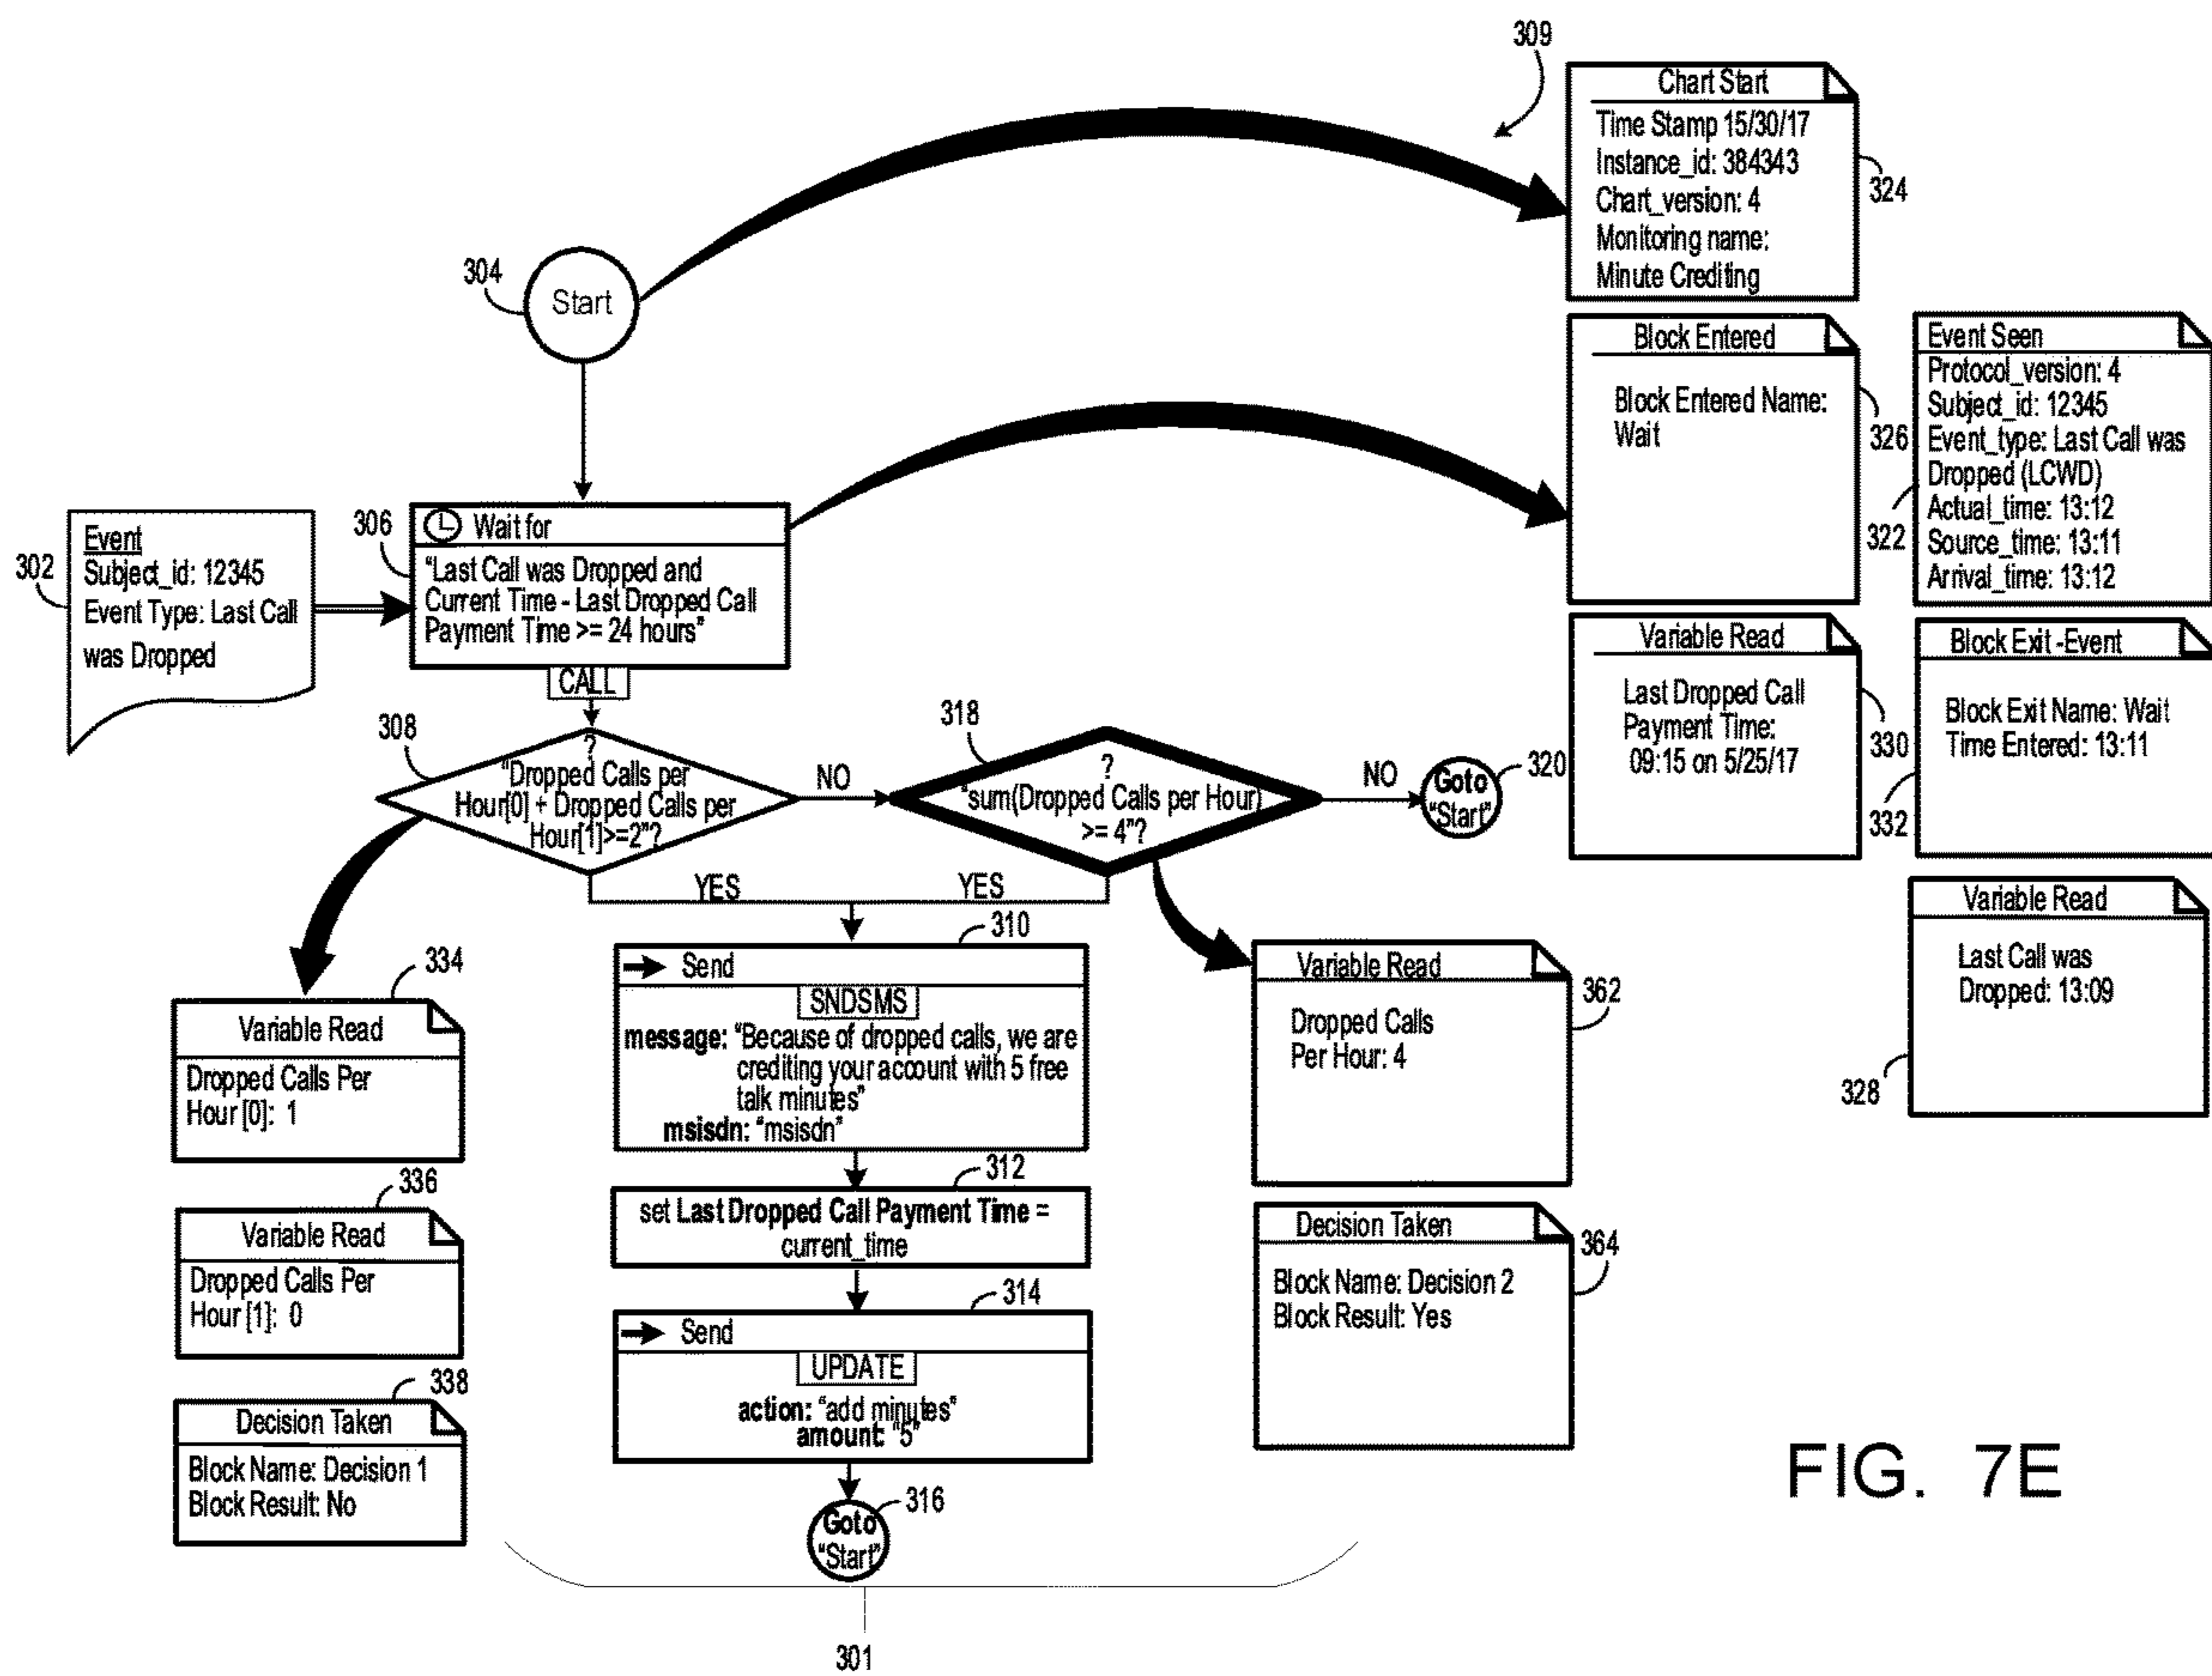 309
Chart Start
Time Stamp 15/30/17
Instance_id: 384343
Chart_version: 4
Monitoring name:
Minute Crediting
324
304
Start
Block Entered
Block Entered Name:
Wait
326
Event Seen
Protocol_version: 4
Subject_id: 12345
Event_type: Last Call was
Dropped (LCWD)
Actual_time: 13:12
Source_time: 13:11
Arrival_time: 13:12
322
302
Event
Subject_id: 12345
Event Type: Last Call
was Dropped
306
Wait for
"Last Call was Dropped and
Current Time - Last Dropped Call
Payment Time >= 24 hours"
CALL
Variable Read
Last Dropped Call
Payment Time:
09:15 on 5/25/17
330
Block Exit -Event
Block Exit Name: Wait
Time Entered: 13:11
332
308
?
"Dropped Calls per
Hour[0] + Dropped Calls per
Hour[1]>=2"?
NO
318
?
"sum(Dropped Calls per Hour)
>= 4"?
NO
Goto
"Start"
320
YES
YES
Variable Read
Last Call was
Dropped: 13:09
328
334
Variable Read
Dropped Calls Per
Hour [0]: 1
310
Send
SNDSMS
message: "Because of dropped calls, we are
crediting your account with 5 free
talk minutes"
msisdn: "msisdn"
Variable Read
Dropped Calls
Per Hour: 4
362
336
Variable Read
Dropped Calls Per
Hour [1]: 0
312
set Last Dropped Call Payment Time =
current_time
Decision Taken
Block Name: Decision 2
Block Result: Yes
364
338
Decision Taken
Block Name: Decision 1
Block Result: No
314
Send
UPDATE
action: "add minutes"
amount: "5"
316
Goto
"Start"
301
FIG. 7E